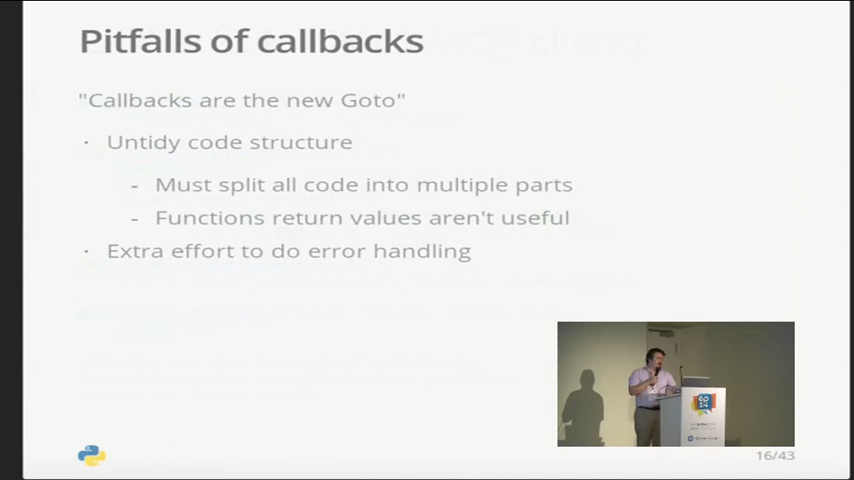 Pitfalls of callbacks
"Callbacks are the new Goto"
· Untidy code structure
- Must split all code into multiple parts
- Functions return values aren't useful
· Extra effort to do error handling
16/43